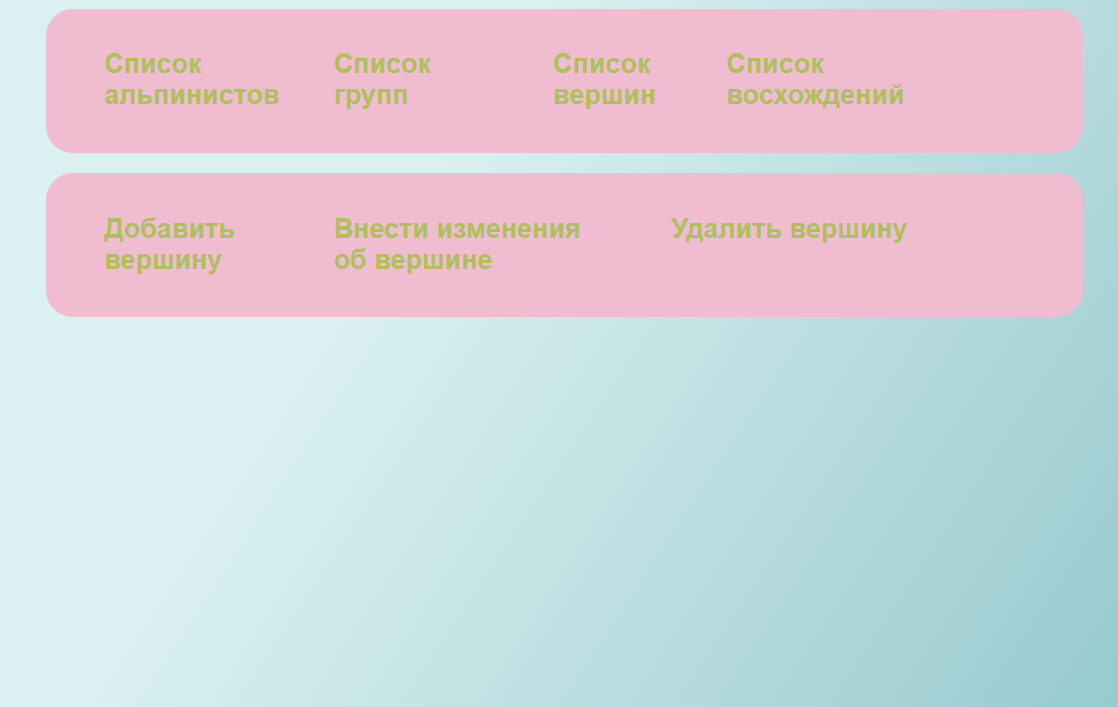 Список Список Список Список
альпинистов групп вершин восхождений
Добавить Внести изменения Удалить вершину
вершину об вершине